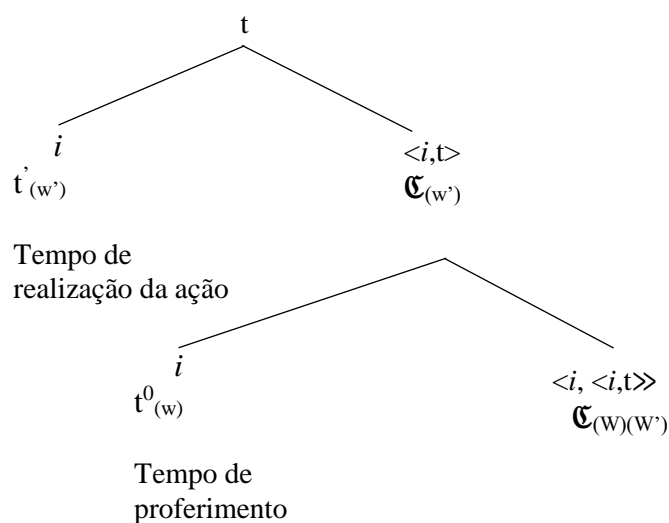 t
i <i,t>
t’(w’) ℭ(w’)
Tempo de
realização da ação
i <i, <i,t>>
t⁰(w) ℭ(W)(W’)
Tempo de
proferimento